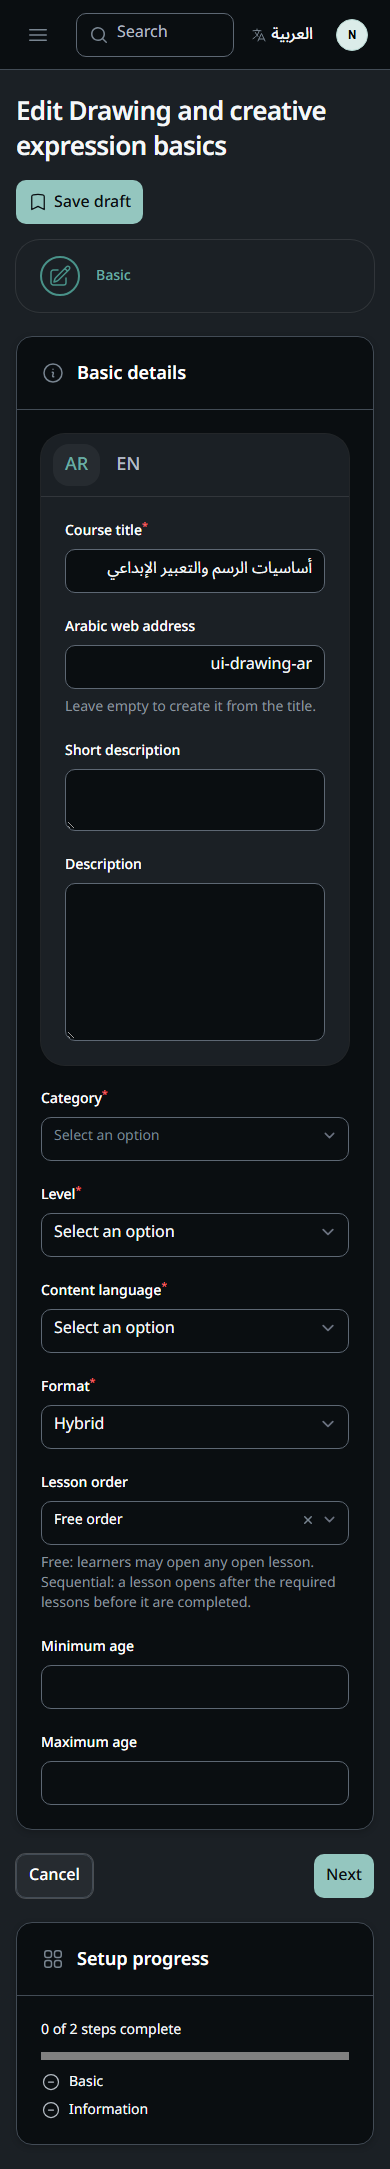 Search
العربية
N
Edit Drawing and creative
expression basics
Save draft
Basic
Basic details
AR
EN
Course title*
أساسيات الرسم والتعبير الإبداعي
Arabic web address
ui-drawing-ar
Leave empty to create it from the title.
Short description
Description
Category*
Select an option
Level*
Select an option
Content language*
Select an option
Format*
Hybrid
Lesson order
Free order
Free: learners may open any open lesson.
Sequential: a lesson opens after the required
lessons before it are completed.
Minimum age
Maximum age
Cancel
Next
Setup progress
0 of 2 steps complete
Basic
Information